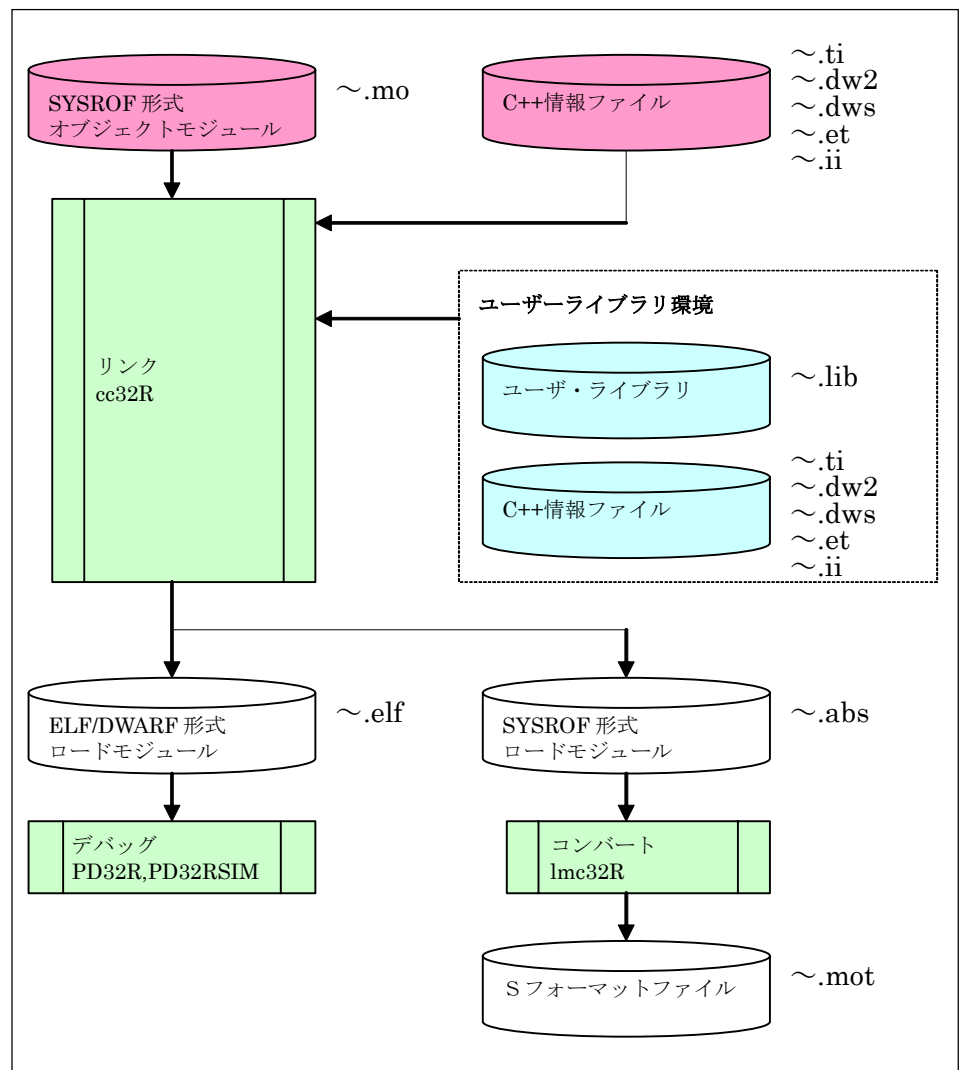 SYSROF 形式
オブジェクトモジュール
～.mo
C++情報ファイル
～.ti
～.dw2
～.dws
～.et
～.ii
リンク
cc32R
ユーザーライブラリ環境
ユーザ・ライブラリ
～.lib
C++情報ファイル
～.ti
～.dw2
～.dws
～.et
～.ii
ELF/DWARF 形式
ロードモジュール
～.elf
SYSROF 形式
ロードモジュール
～.abs
デバッグ
PD32R,PD32RSIM
コンバート
lmc32R
Ｓフォーマットファイル
～.mot